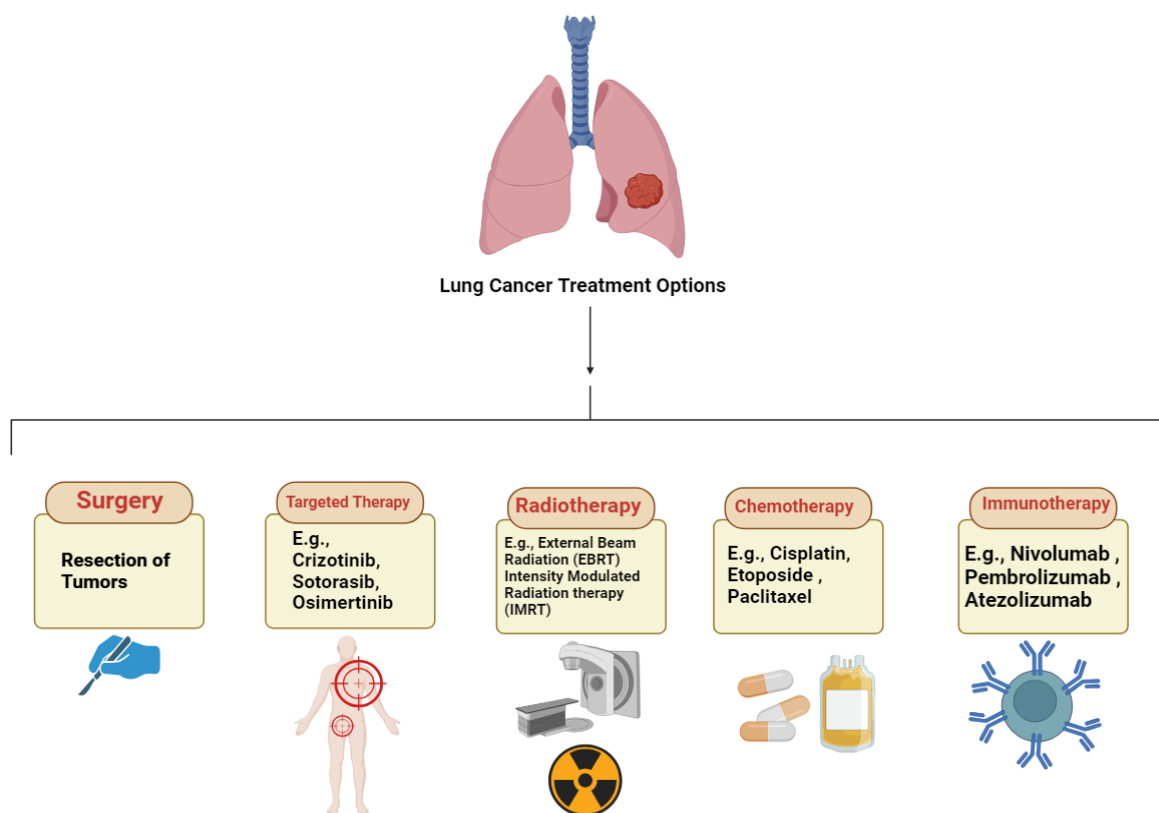 Lung Cancer Treatment Options
Surgery
Resection of
Tumors
Targeted Therapy
E.g.,
Crizotinib,
Sotorasib,
Osimertinib
Radiotherapy
E.g., External Beam
Radiation (EBRT)
Intensity Modulated
Radiation therapy
(IMRT)
Chemotherapy
E.g., Cisplatin,
Etoposide ,
Paclitaxel
Immunotherapy
E.g., Nivolumab ,
Pembrolizumab ,
Atezolizumab